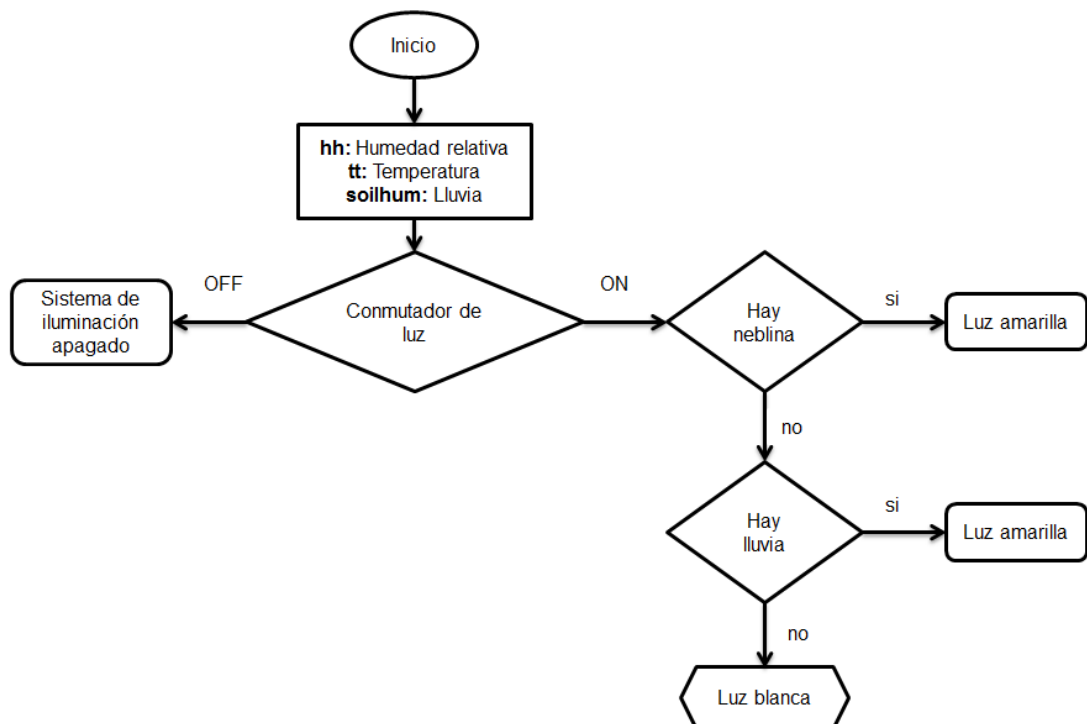 Inicio
hh: Humedad relativa
tt: Temperatura
soilhum: Lluvia
OFF
Sistema de
iluminación
apagado
Conmutador de
luz
ON
Hay
neblina
si
Luz amarilla
no
Hay
lluvia
si
Luz amarilla
no
Luz blanca